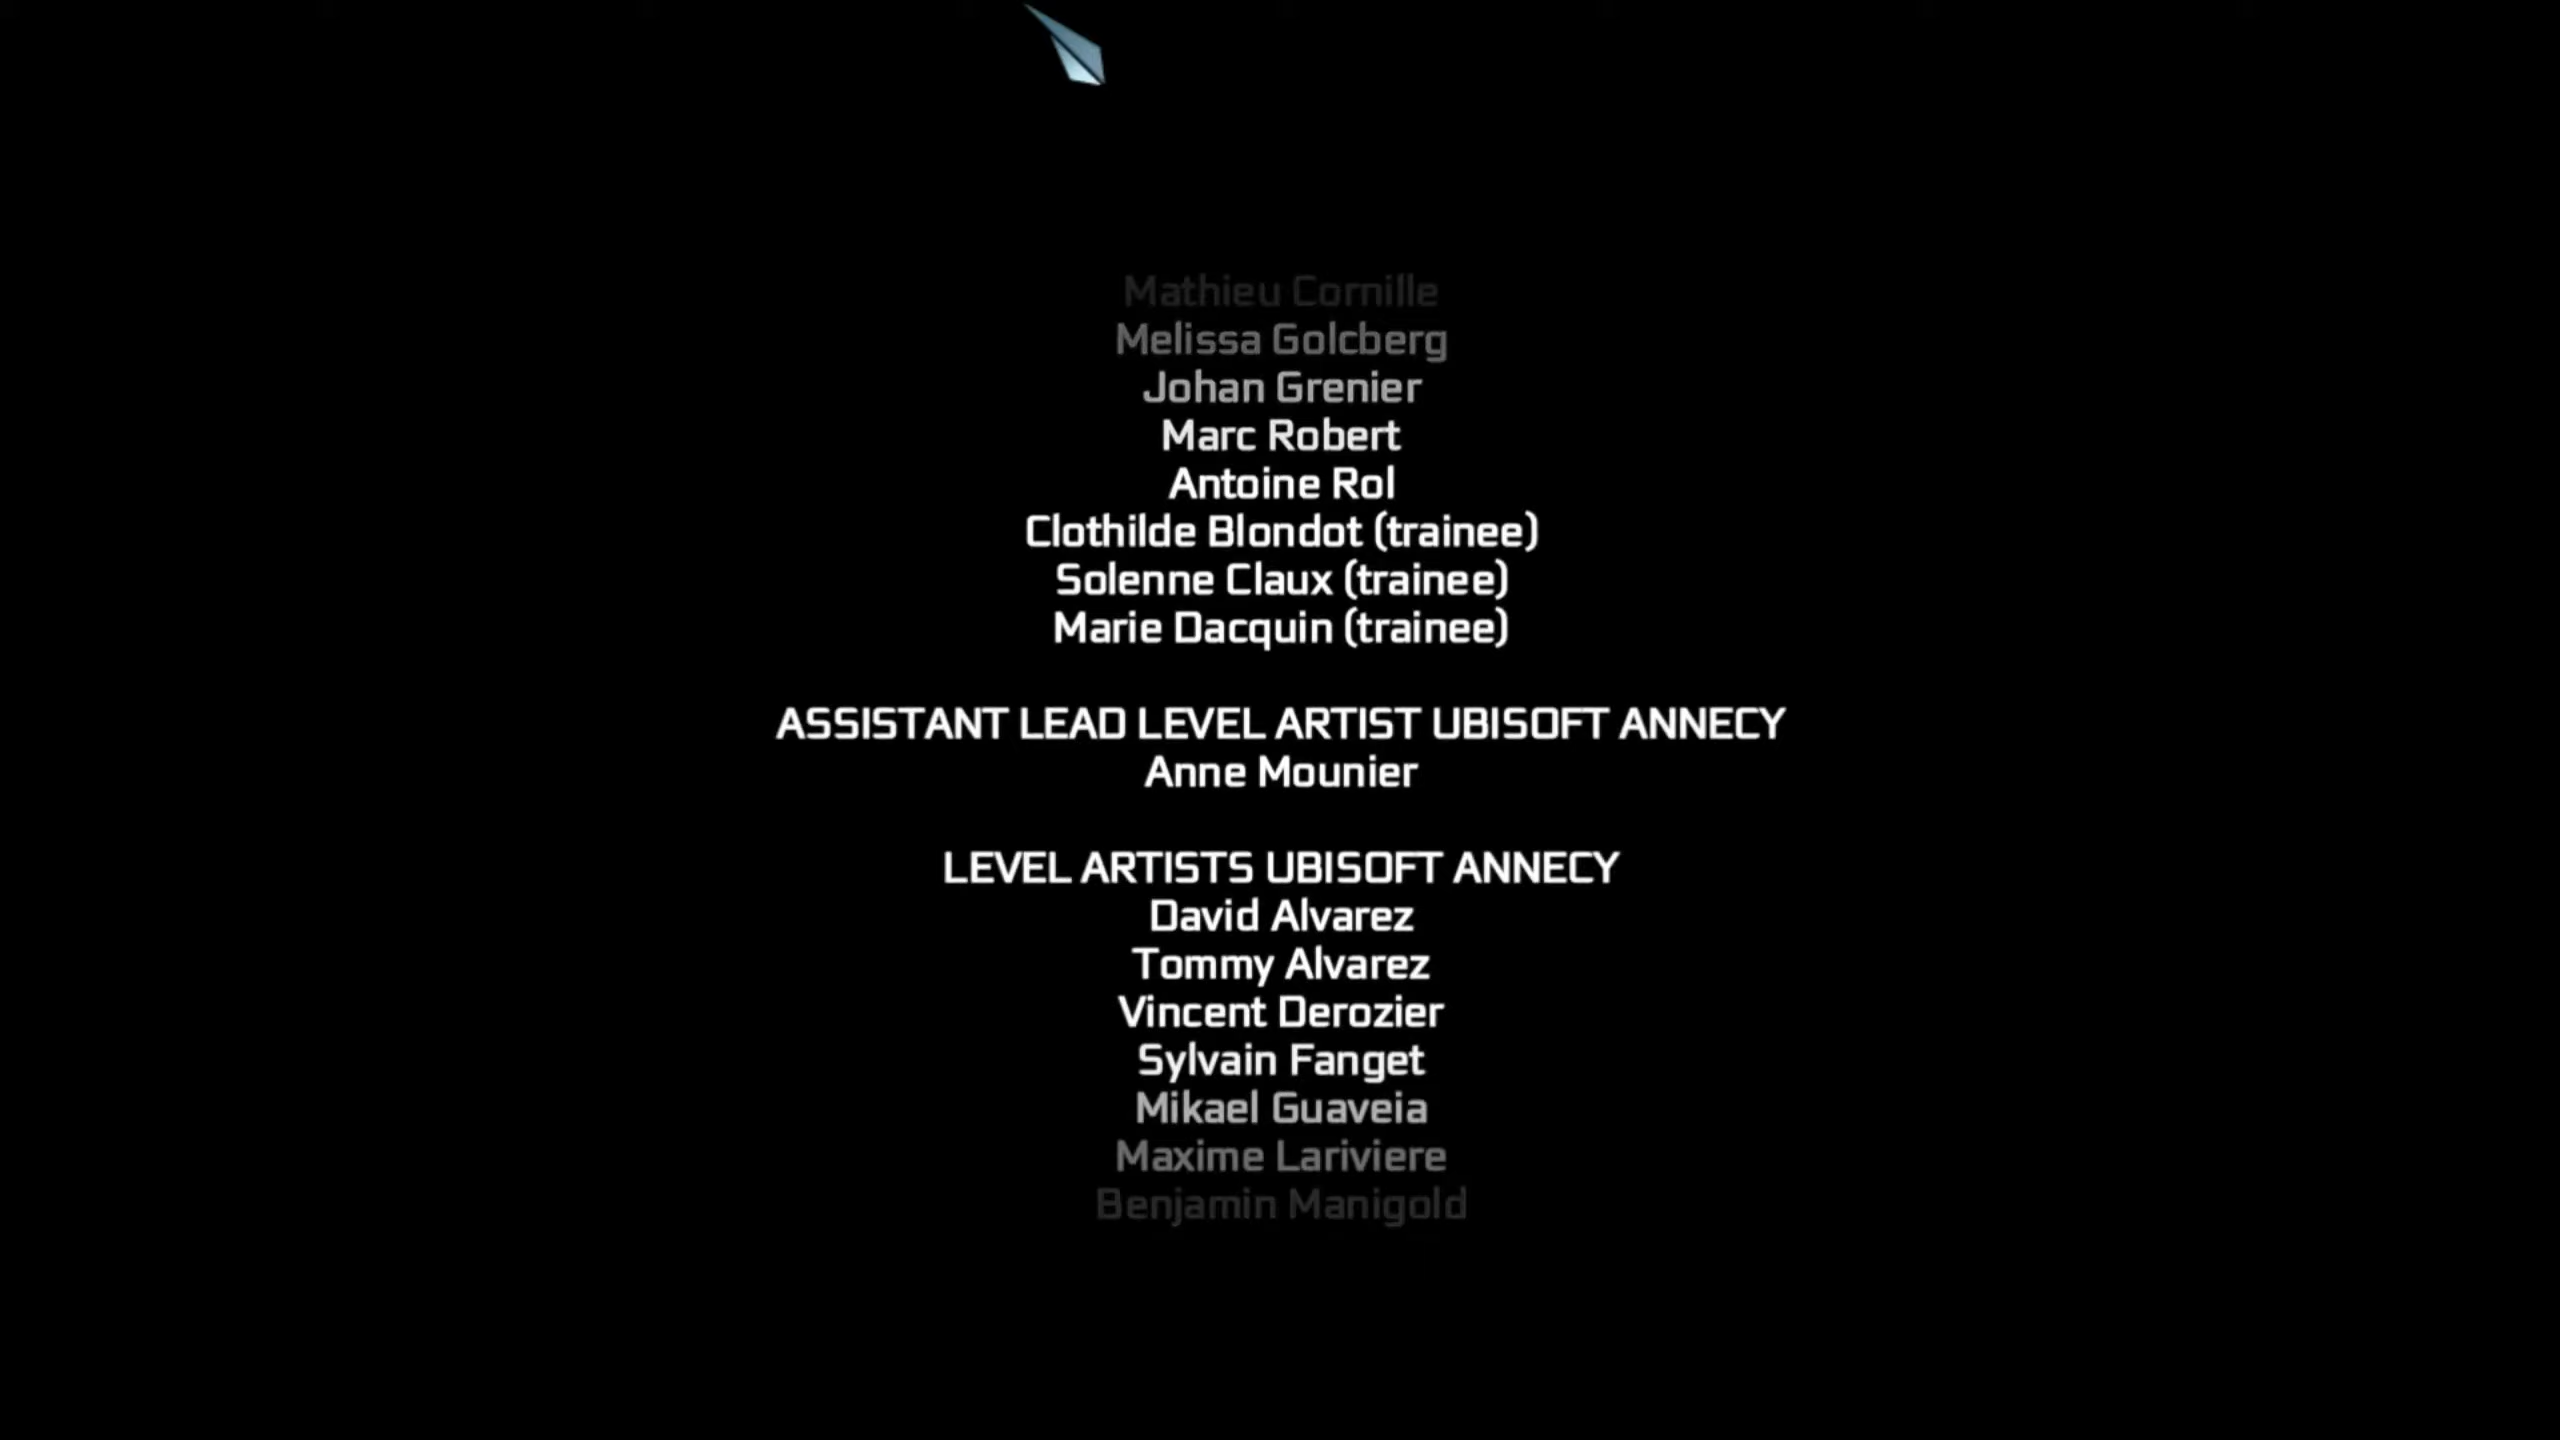 Mathieu Cornille
Melissa Golcberg
Johan Grenier
Marc Robert
Antoine Rol
Clothilde Blondot (trainee)
Solenne Claux (trainee)
Marie Dacquin (trainee)
ASSISTANT LEAD LEVEL ARTIST UBISOFT ANNECY
Anne Mounier
LEVEL ARTISTS UBISOFT ANNECY
David Alvarez
Tommy Alvarez
Vincent Derozier
Sylvain Fanget
Mikael Guaveia
Maxime Lariviere
Benjamin Manigold